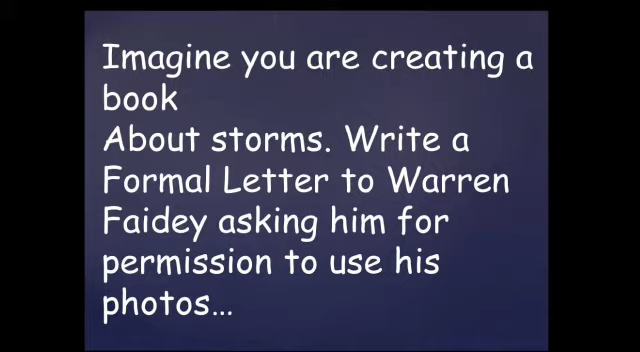 Imagine you are creating a
book
About storms. Write a
Formal Letter to Warren
Faidey asking him for
permission to use his
photos…